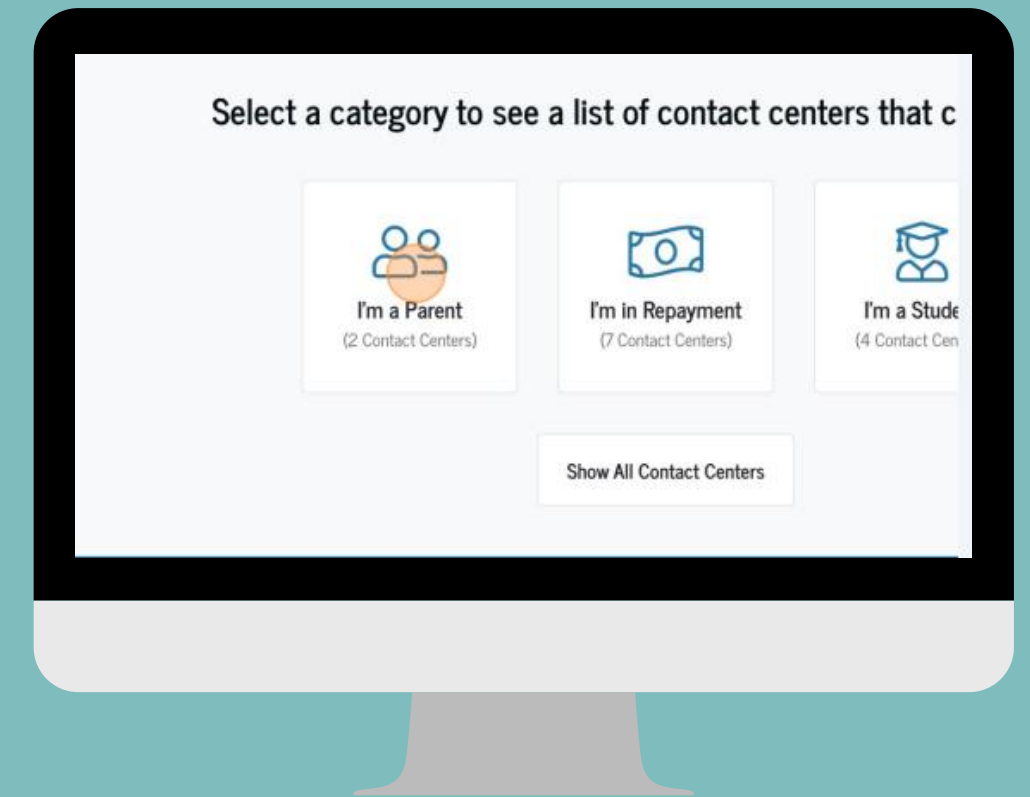 Select a category to see a list of contact centers that c
I'm a Parent
(2 Contact Centers)
I'm in Repayment
(7 Contact Centers)
I'm a Stude
(4 Contact Cen
Show All Contact Centers